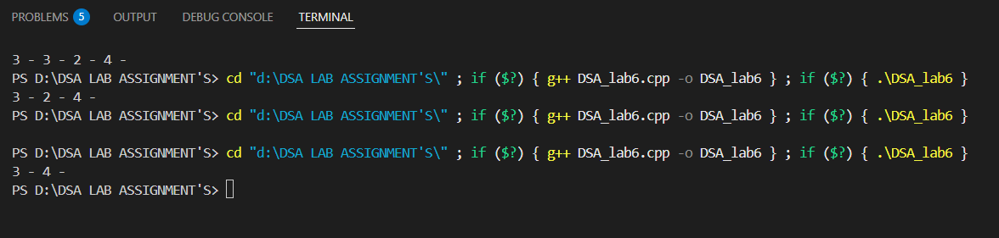 PROBLEMS 5 OUTPUT DEBUG CONSOLE TERMINAL
3 - 3 - 2 - 4 -
PS D:\DSA LAB ASSIGNMENT'S> cd "d:\DSA LAB ASSIGNMENT'S\" ; if ($?) { g++ DSA_lab6.cpp -o DSA_lab6 } ; if ($?) { .\DSA_lab6 }
3 - 2 - 4 -
PS D:\DSA LAB ASSIGNMENT'S> cd "d:\DSA LAB ASSIGNMENT'S\" ; if ($?) { g++ DSA_lab6.cpp -o DSA_lab6 } ; if ($?) { .\DSA_lab6 }
PS D:\DSA LAB ASSIGNMENT'S> cd "d:\DSA LAB ASSIGNMENT'S\" ; if ($?) { g++ DSA_lab6.cpp -o DSA_lab6 } ; if ($?) { .\DSA_lab6 }
3 - 4 -
PS D:\DSA LAB ASSIGNMENT'S>